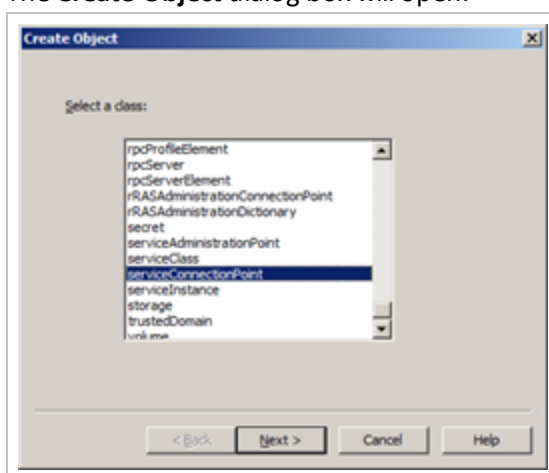 The Create Object dialog box will open.
Create Object
Select a class:
rpcProfileElement
rpcServer
rpcServerElement
rRASAdministrationConnectionPoint
rRASAdministrationDictionary
secret
serviceAdministrationPoint
serviceClass
serviceConnectionPoint
serviceInstance
storage
trustedDomain
volume
< Back
Next >
Cancel
Help